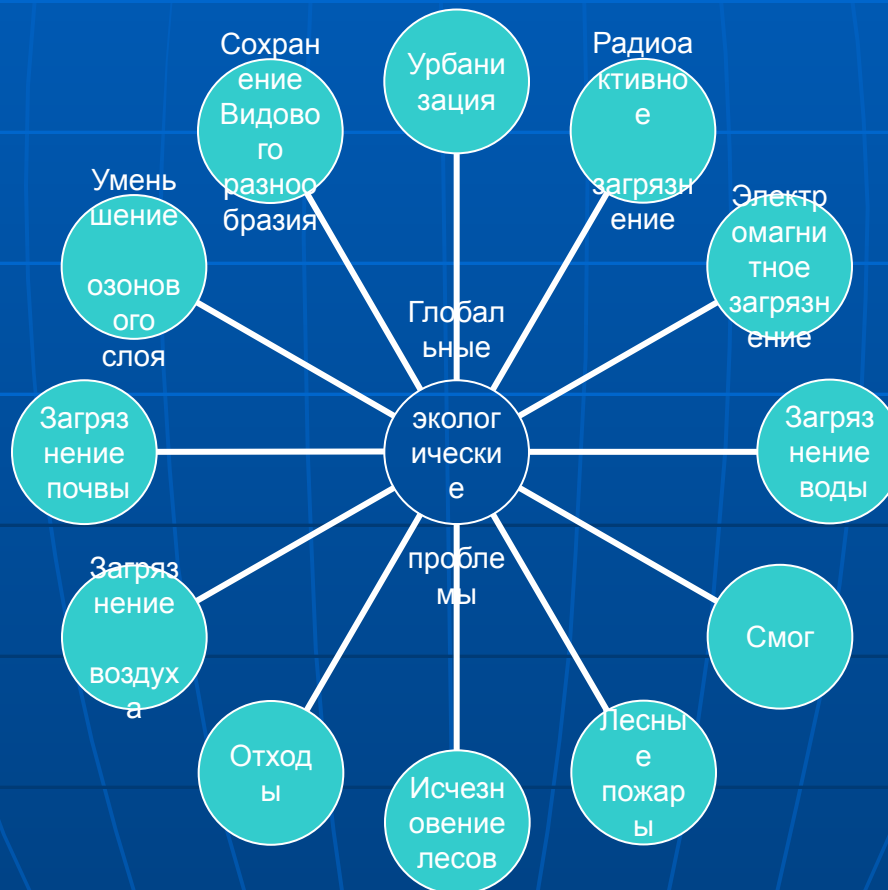 Урбани
зация
Радиоа
ктивно
е
загрязн
ение
Электр
омагни
тное
загрязн
ение
Загряз
нение
воды
Смог
Лесны
е
пожар
ы
Исчезн
овение
лесов
Отход
ы
Загряз
нение
воздух
а
Загряз
нение
почвы
Умень
шение
озонов
ого
слоя
Сохран
ение
Видово
го
разноо
бразия
Глобал
ьные
эколог
ически
е
пробле
мы